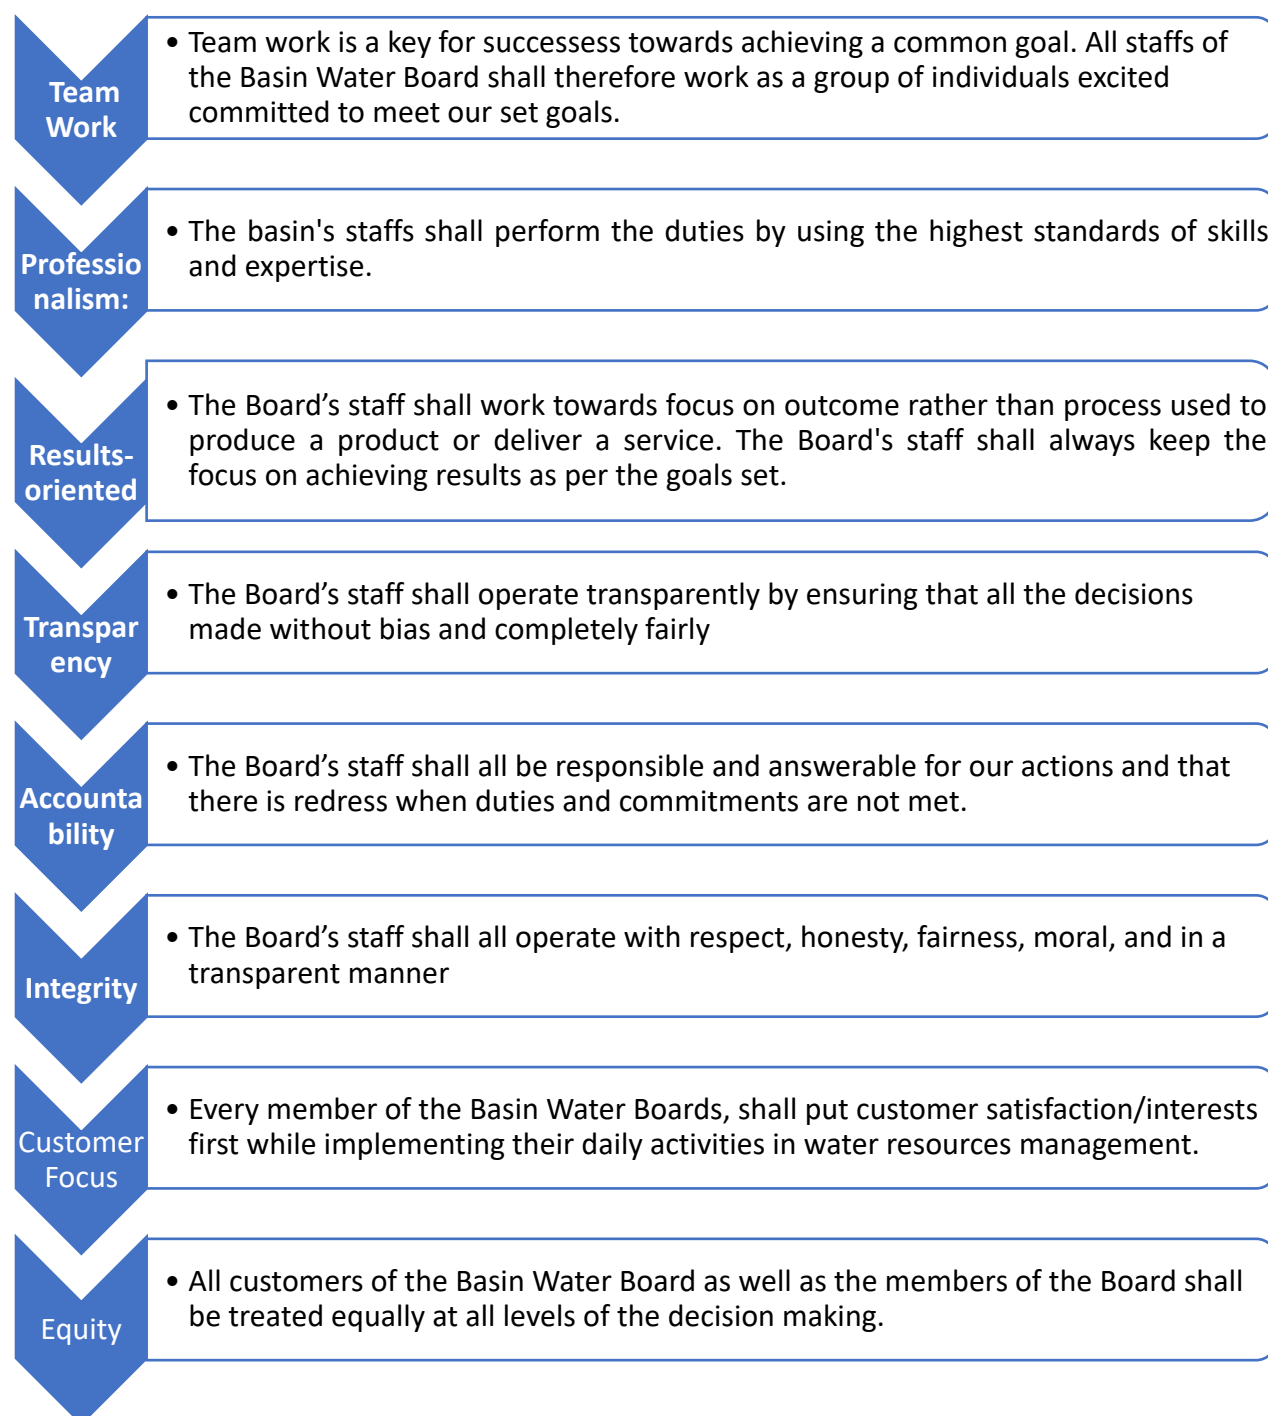 Team
Work
• Team work is a key for successess towards achieving a common goal. All staffs of
the Basin Water Board shall therefore work as a group of individuals excited
committed to meet our set goals.
Professio
nalism:
• The basin's staffs shall perform the duties by using the highest standards of skills
and expertise.
Results-
oriented
• The Board’s staff shall work towards focus on outcome rather than process used to
produce a product or deliver a service. The Board's staff shall always keep the
focus on achieving results as per the goals set.
Transpar
ency
• The Board’s staff shall operate transparently by ensuring that all the decisions
made without bias and completely fairly
Accounta
bility
• The Board’s staff shall all be responsible and answerable for our actions and that
there is redress when duties and commitments are not met.
Integrity
• The Board’s staff shall all operate with respect, honesty, fairness, moral, and in a
transparent manner
Customer
Focus
• Every member of the Basin Water Boards, shall put customer satisfaction/interests
first while implementing their daily activities in water resources management.
Equity
• All customers of the Basin Water Board as well as the members of the Board shall
be treated equally at all levels of the decision making.